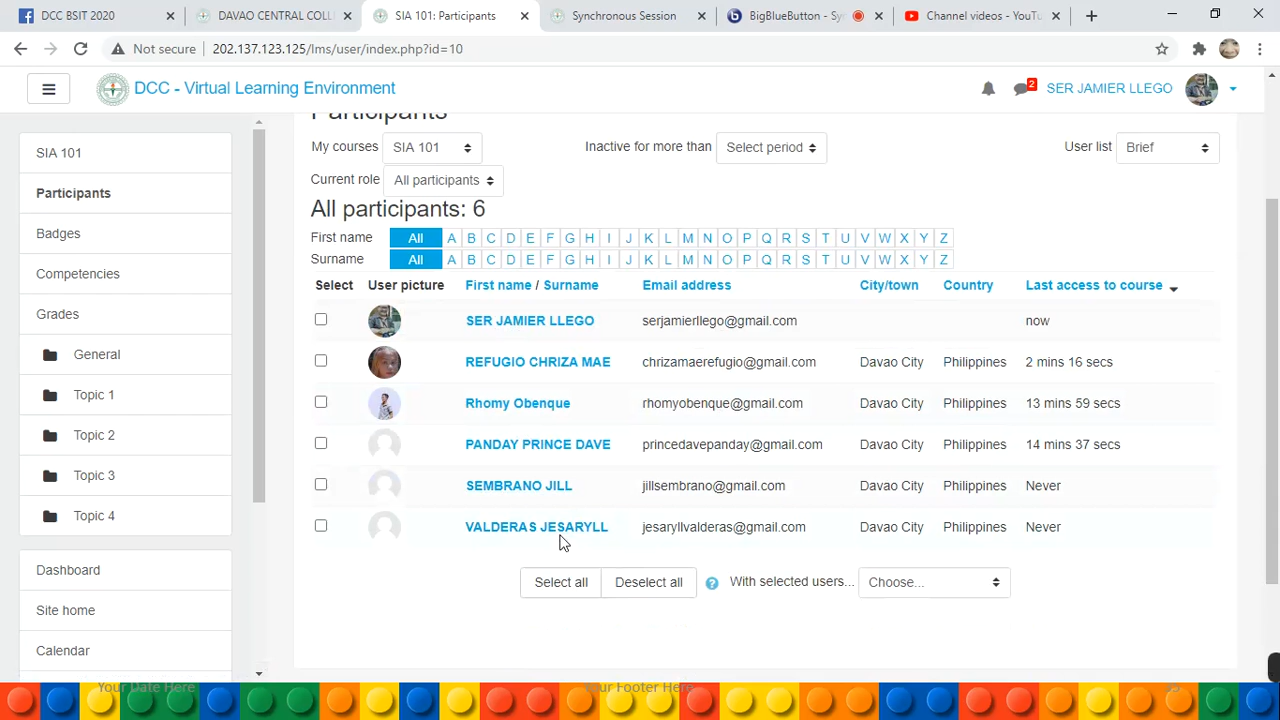 DCC BSIT 2020
DAVAO CENTRAL COLL
SIA 101: Participants
Synchronous Session
BigBlueButton - Sy
Channel videos - YouTu
Not secure 202.137.123.125/lms/user/index.php?id=10
DCC - Virtual Learning Environment
2
SER JAMIER LLEGO
SIA 101
Participants
Badges
Competencies
Grades
General
Topic 1
Topic 2
Topic 3
Topic 4
Dashboard
Site home
Calendar
Participants
My courses SIA 101 Inactive for more than Select period User list Brief
Current role All participants
All participants: 6
First name All A B C D E F G H I J K L M N O P Q R S T U V W X Y Z
Surname All A B C D E F G H I J K L M N O P Q R S T U V W X Y Z
Select User picture First name / Surname Email address City/town Country Last access to course
SER JAMIER LLEGO serjamierllego@gmail.com now
REFUGIO CHRIZA MAE chrizamaerefugio@gmail.com Davao City Philippines 2 mins 16 secs
Rhomy Obenque rhomyobenque@gmail.com Davao City Philippines 13 mins 59 secs
PANDAY PRINCE DAVE princedavepanday@gmail.com Davao City Philippines 14 mins 37 secs
SEMBRANO JILL jillsembrano@gmail.com Davao City Philippines Never
VALDERAS JESARYLL jesaryllvalderas@gmail.com Davao City Philippines Never
Select all Deselect all ? With selected users... Choose...
Your Date Here Your Footer Here